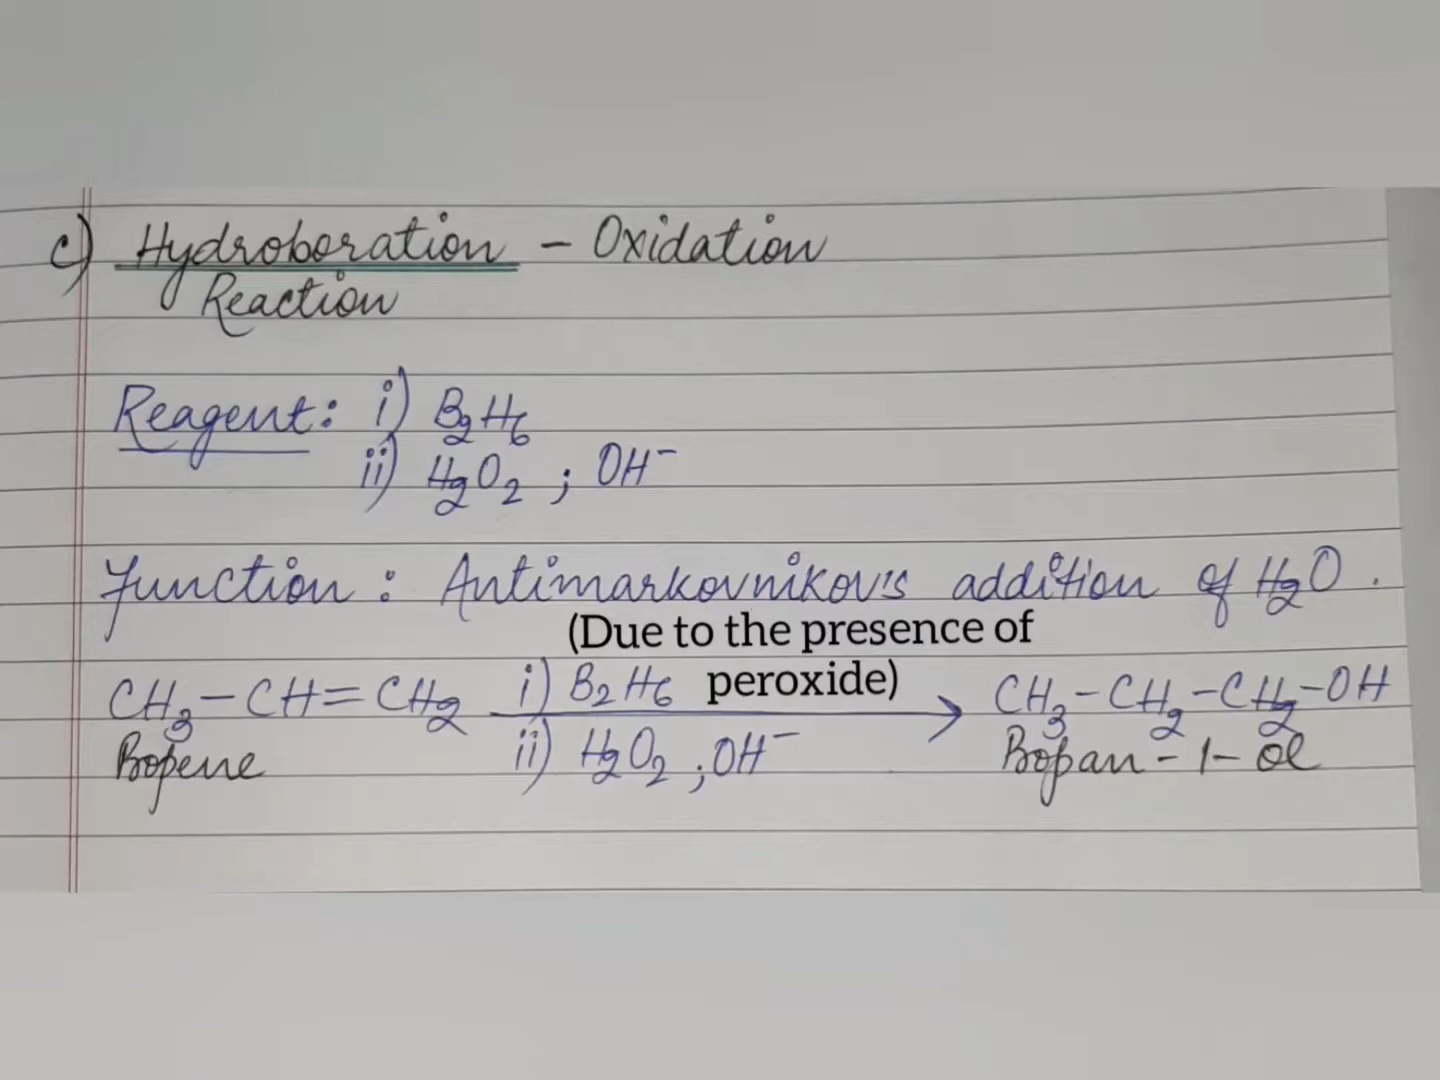 c) Hydroboration - Oxidation
Reaction
Reagent: i) B₂H₆
ii) H₂O₂ ; OH⁻
Function: Antimarkovnikov's addition of H₂O.
(Due to the presence of
peroxide)
CH₃-CH=CH₂ i) B₂H₆ → CH₃-CH₂-CH₂-OH
ii) H₂O₂ ; OH⁻
Propene Propan-1-ol